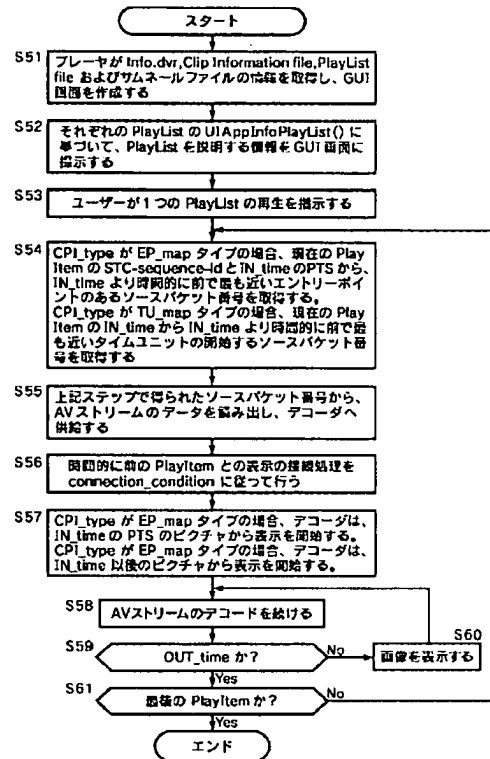 スタート
S51
プレーヤが Info.dvr,Clip Information file,PlayList
file およびサムネールファイルの情報を取得し、GUI
画面を作成する
S52
それぞれの PlayList の UIAppInfoPlayList() に
基づいて、PlayList を説明する情報を GUI 画面に
提示する
S53
ユーザーが1つの PlayList の再生を指示する
S54
CPI_type が EP_map タイプの場合、現在の Play
Item の STC-sequence-id と IN_time のPTS から、
IN_time より時間的に前で最も近いエントリーポイ
ントのあるソースパケット番号を取得する。
CPI_type が TU_map タイプの場合、現在の Play
Item の IN_time から IN_time より時間的に前で最
も近いタイムユニットの開始するソースパケット番
号を取得する
S55
上記ステップで得られたソースパケット番号から、
AVストリームのデータを読み出し、デコーダへ
供給する
S56
時間的に前の PlayItem との表示の接続処理を
connection_condition に従って行う
S57
CPI_type が EP_map タイプの場合、デコーダは、
IN_time の PTS のピクチャから表示を開始する。
CPI_type が EP_map タイプの場合、デコーダは、
IN_time 以後のピクチャから表示を開始する。
S58
AVストリームのデコードを続ける
S59
OUT_time か?
No
S60
画像を表示する
Yes
S61
最後の PlayItem か?
No
Yes
エンド